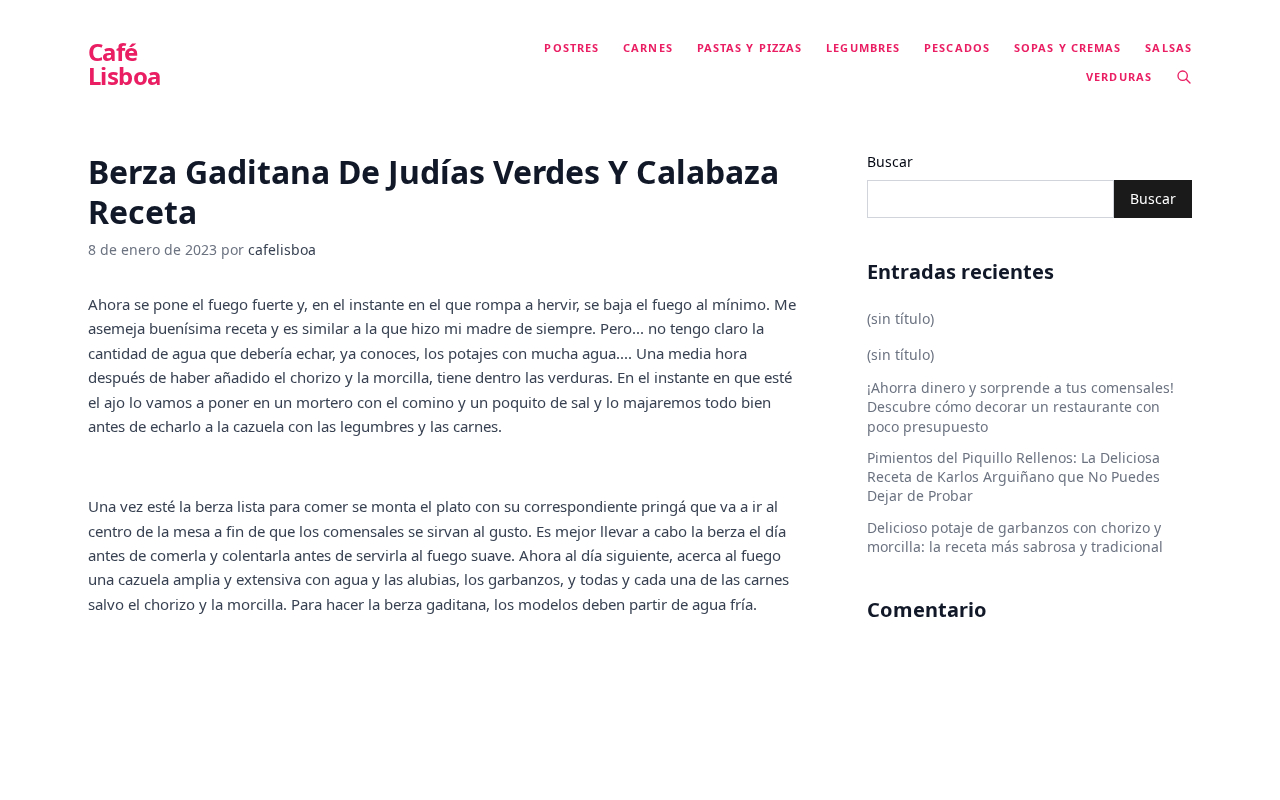 Café
Lisboa
POSTRES CARNES PASTAS Y PIZZAS LEGUMBRES PESCADOS SOPAS Y CREMAS SALSAS
VERDURAS
Berza Gaditana De Judías Verdes Y Calabaza
Receta
8 de enero de 2023 por cafelisboa
Ahora se pone el fuego fuerte y, en el instante en el que rompa a hervir, se baja el fuego al mínimo. Me
asemeja buenísima receta y es similar a la que hizo mi madre de siempre. Pero... no tengo claro la
cantidad de agua que debería echar, ya conoces, los potajes con mucha agua.... Una media hora
después de haber añadido el chorizo y la morcilla, tiene dentro las verduras. En el instante en que esté
el ajo lo vamos a poner en un mortero con el comino y un poquito de sal y lo majaremos todo bien
antes de echarlo a la cazuela con las legumbres y las carnes.
Una vez esté la berza lista para comer se monta el plato con su correspondiente pringá que va a ir al
centro de la mesa a fin de que los comensales se sirvan al gusto. Es mejor llevar a cabo la berza el día
antes de comerla y colentarla antes de servirla al fuego suave. Ahora al día siguiente, acerca al fuego
una cazuela amplia y extensiva con agua y las alubias, los garbanzos, y todas y cada una de las carnes
salvo el chorizo y la morcilla. Para hacer la berza gaditana, los modelos deben partir de agua fría.
Buscar
Buscar
Entradas recientes
(sin título)
(sin título)
¡Ahorra dinero y sorprende a tus comensales!
Descubre cómo decorar un restaurante con
poco presupuesto
Pimientos del Piquillo Rellenos: La Deliciosa
Receta de Karlos Arguiñano que No Puedes
Dejar de Probar
Delicioso potaje de garbanzos con chorizo y
morcilla: la receta más sabrosa y tradicional
Comentario